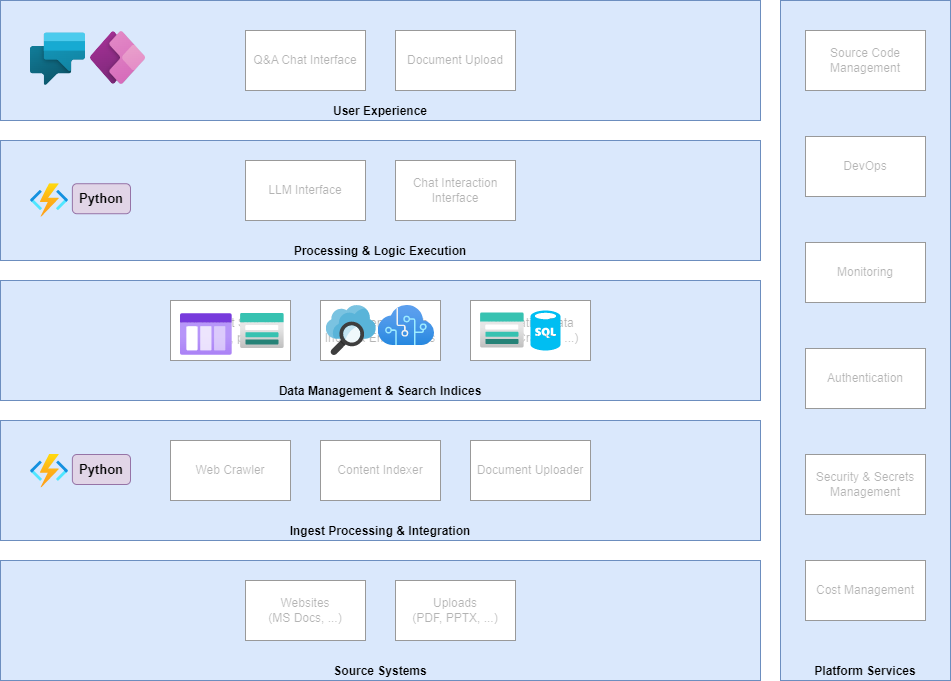 Q&A Chat Interface
Document Upload
User Experience
Python
LLM Interface
Chat Interaction
Interface
Processing & Logic Execution
SQL
Data Management & Search Indices
Python
Web Crawler
Content Indexer
Document Uploader
Ingest Processing & Integration
Websites
(MS Docs, ...)
Uploads
(PDF, PPTX, ...)
Source Systems
Source Code
Management
DevOps
Monitoring
Authentication
Security & Secrets
Management
Cost Management
Platform Services